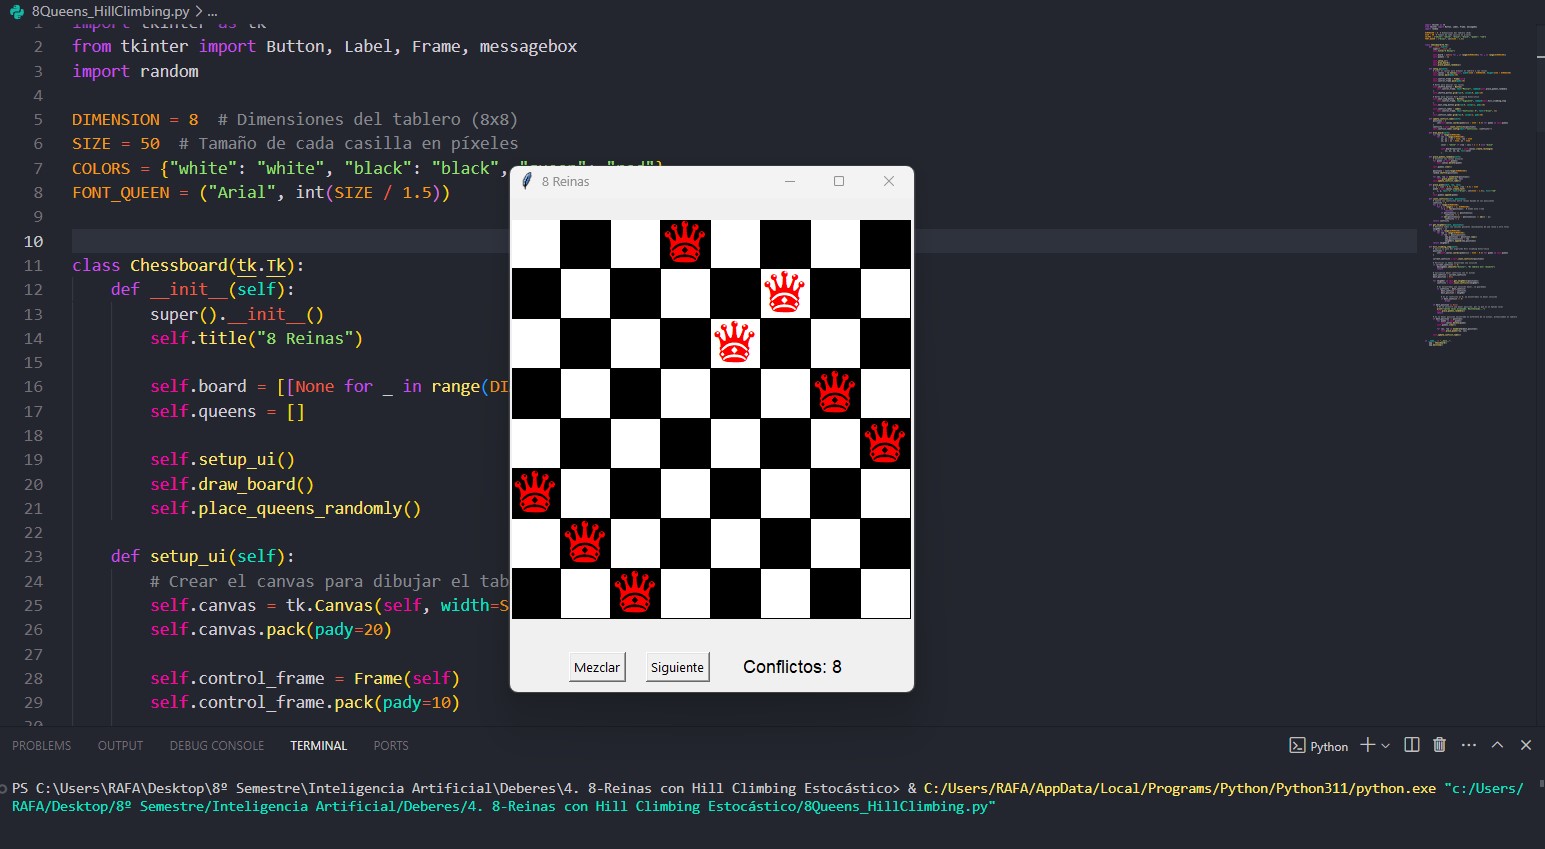 8Queens_HillClimbing.py > ...
1 import tkinter as tk
2 from tkinter import Button, Label, Frame, messagebox
3 import random
4
5 DIMENSION = 8 # Dimensiones del tablero (8x8)
6 SIZE = 50 # Tamaño de cada casilla en píxeles
7 COLORS = {"white": "white", "black": "black", "queen": "red"}
8 FONT_QUEEN = ("Arial", int(SIZE / 1.5))
9
10
11 class Chessboard(tk.Tk):
12 def __init__(self):
13 super().__init__()
14 self.title("8 Reinas")
15
16 self.board = [[None for _ in range(DI
17 self.queens = []
18
19 self.setup_ui()
20 self.draw_board()
21 self.place_queens_randomly()
22
23 def setup_ui(self):
24 # Crear el canvas para dibujar el tab
25 self.canvas = tk.Canvas(self, width=S
26 self.canvas.pack(pady=20)
27
28 self.control_frame = Frame(self)
29 self.control_frame.pack(pady=10)
30
8 Reinas
Mezclar Siguiente Conflictos: 8
PROBLEMS OUTPUT DEBUG CONSOLE TERMINAL PORTS
Python
PS C:\Users\RAFA\Desktop\8º Semestre\Inteligencia Artificial\Deberes\4. 8-Reinas con Hill Climbing Estocástico> & C:/Users/RAFA/AppData/Local/Programs/Python/Python311/python.exe "c:/Users/
RAFA/Desktop/8º Semestre/Inteligencia Artificial/Deberes/4. 8-Reinas con Hill Climbing Estocástico/8Queens_HillClimbing.py"